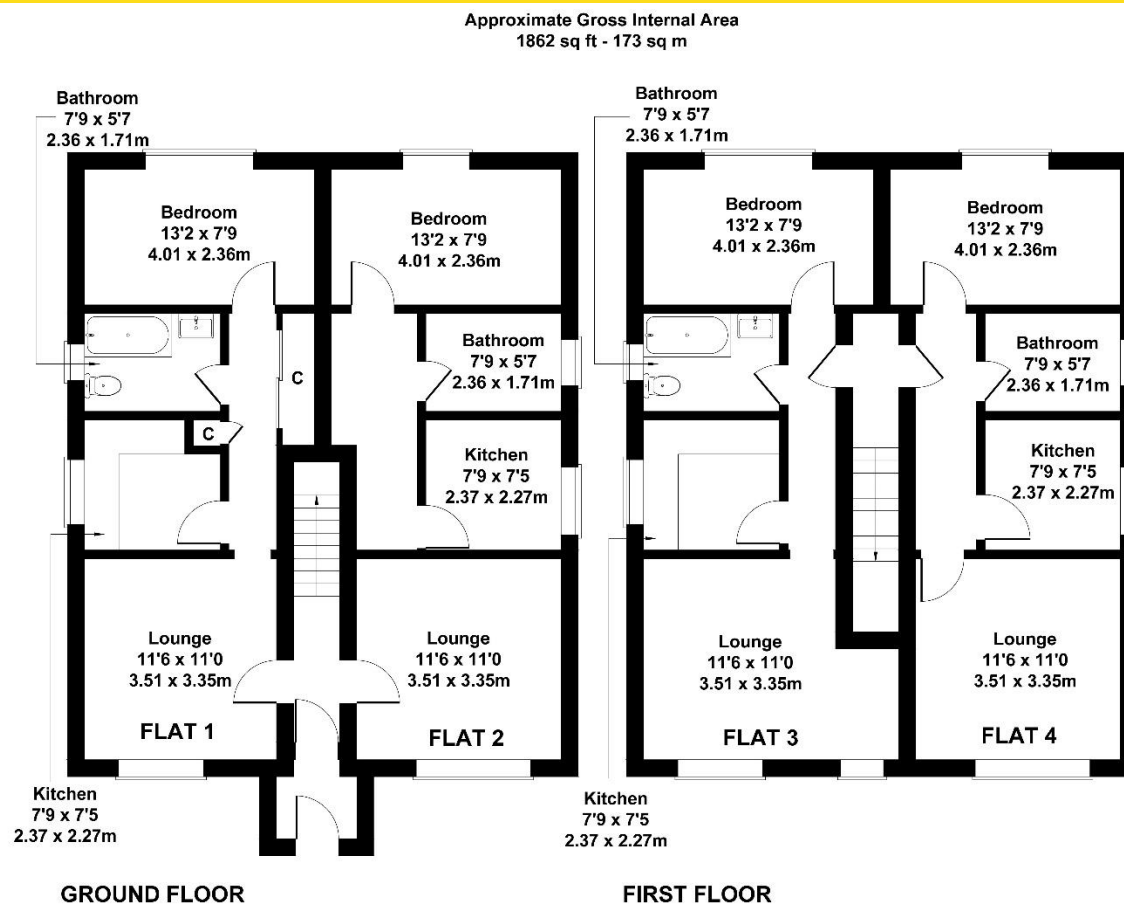 Approximate Gross Internal Area
1862 sq ft - 173 sq m
Bathroom
7'9 x 5'7
2.36 x 1.71m
Bedroom
13'2 x 7'9
4.01 x 2.36m
Bedroom
13'2 x 7'9
4.01 x 2.36m
C
Bathroom
7'9 x 5'7
2.36 x 1.71m
C
Kitchen
7'9 x 7'5
2.37 x 2.27m
Lounge
11'6 x 11'0
3.51 x 3.35m
FLAT 1
Lounge
11'6 x 11'0
3.51 x 3.35m
FLAT 2
Kitchen
7'9 x 7'5
2.37 x 2.27m
GROUND FLOOR
Bathroom
7'9 x 5'7
2.36 x 1.71m
Bedroom
13'2 x 7'9
4.01 x 2.36m
Bedroom
13'2 x 7'9
4.01 x 2.36m
Bathroom
7'9 x 5'7
2.36 x 1.71m
Kitchen
7'9 x 7'5
2.37 x 2.27m
Lounge
11'6 x 11'0
3.51 x 3.35m
FLAT 3
Lounge
11'6 x 11'0
3.51 x 3.35m
FLAT 4
Kitchen
7'9 x 7'5
2.37 x 2.27m
FIRST FLOOR